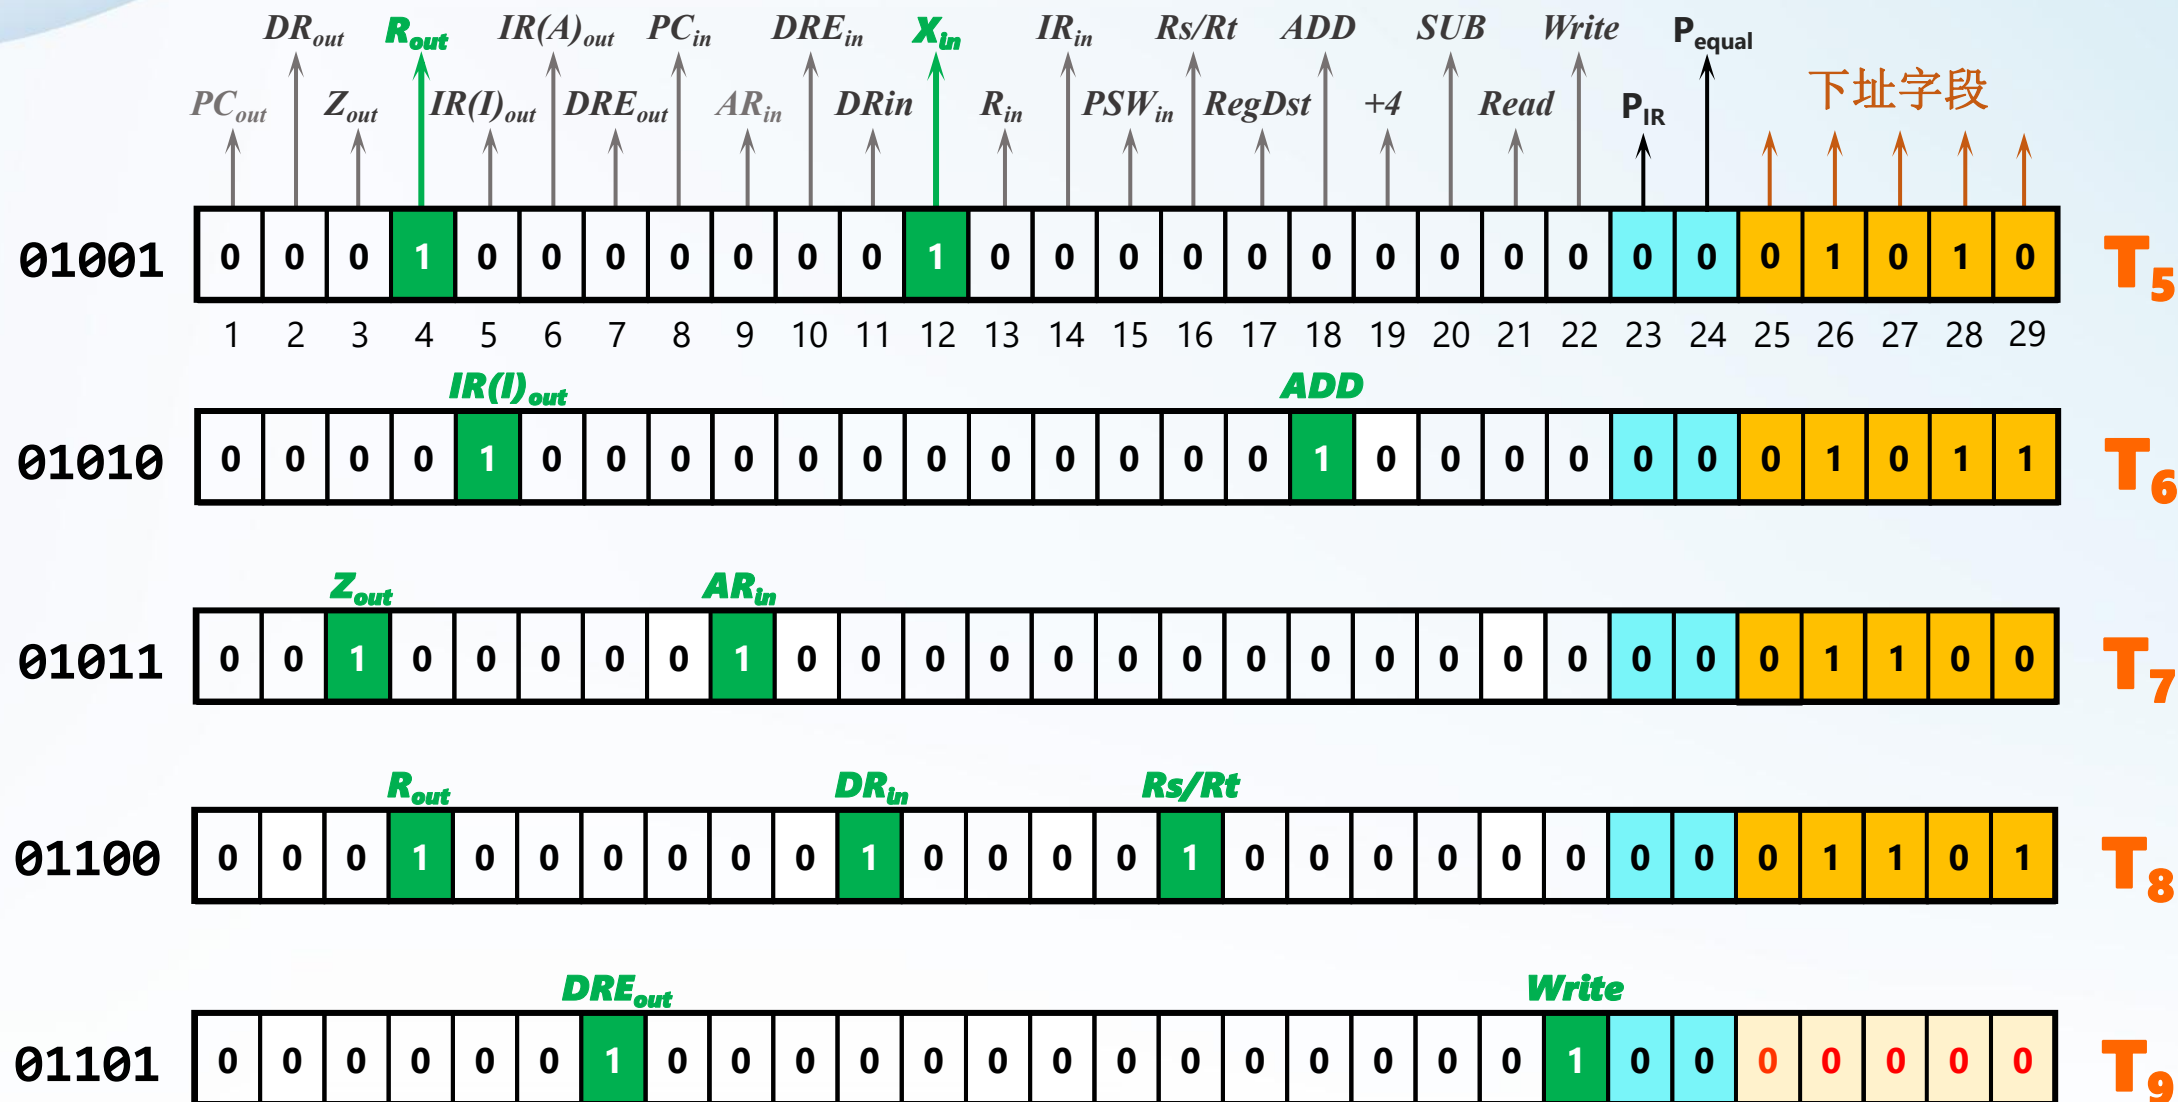 DRout Rout IR(A)out PCin DREin Xin IRin Rs/Rt ADD SUB Write Pequal
PCout Zout IR(I)out DREout ARin DRin Rin PSWin RegDst +4 Read PIR 下址字段
01001 0 0 0 1 0 0 0 0 0 0 0 1 0 0 0 0 0 0 0 0 0 0 0 0 0 1 0 1 0 T5
1 2 3 4 5 6 7 8 9 10 11 12 13 14 15 16 17 18 19 20 21 22 23 24 25 26 27 28 29
IR(I)out ADD
01010 0 0 0 0 1 0 0 0 0 0 0 0 0 0 0 0 0 1 0 0 0 0 0 0 0 1 0 1 1 T6
Zout ARin
01011 0 0 1 0 0 0 0 0 1 0 0 0 0 0 0 0 0 0 0 0 0 0 0 0 0 1 1 0 0 T7
Rout DRin Rs/Rt
01100 0 0 0 1 0 0 0 0 0 0 1 0 0 0 0 1 0 0 0 0 0 0 0 0 0 1 1 0 1 T8
DREout Write
01101 0 0 0 0 0 0 1 0 0 0 0 0 0 0 0 0 0 0 0 0 0 1 0 0 0 0 0 0 0 T9